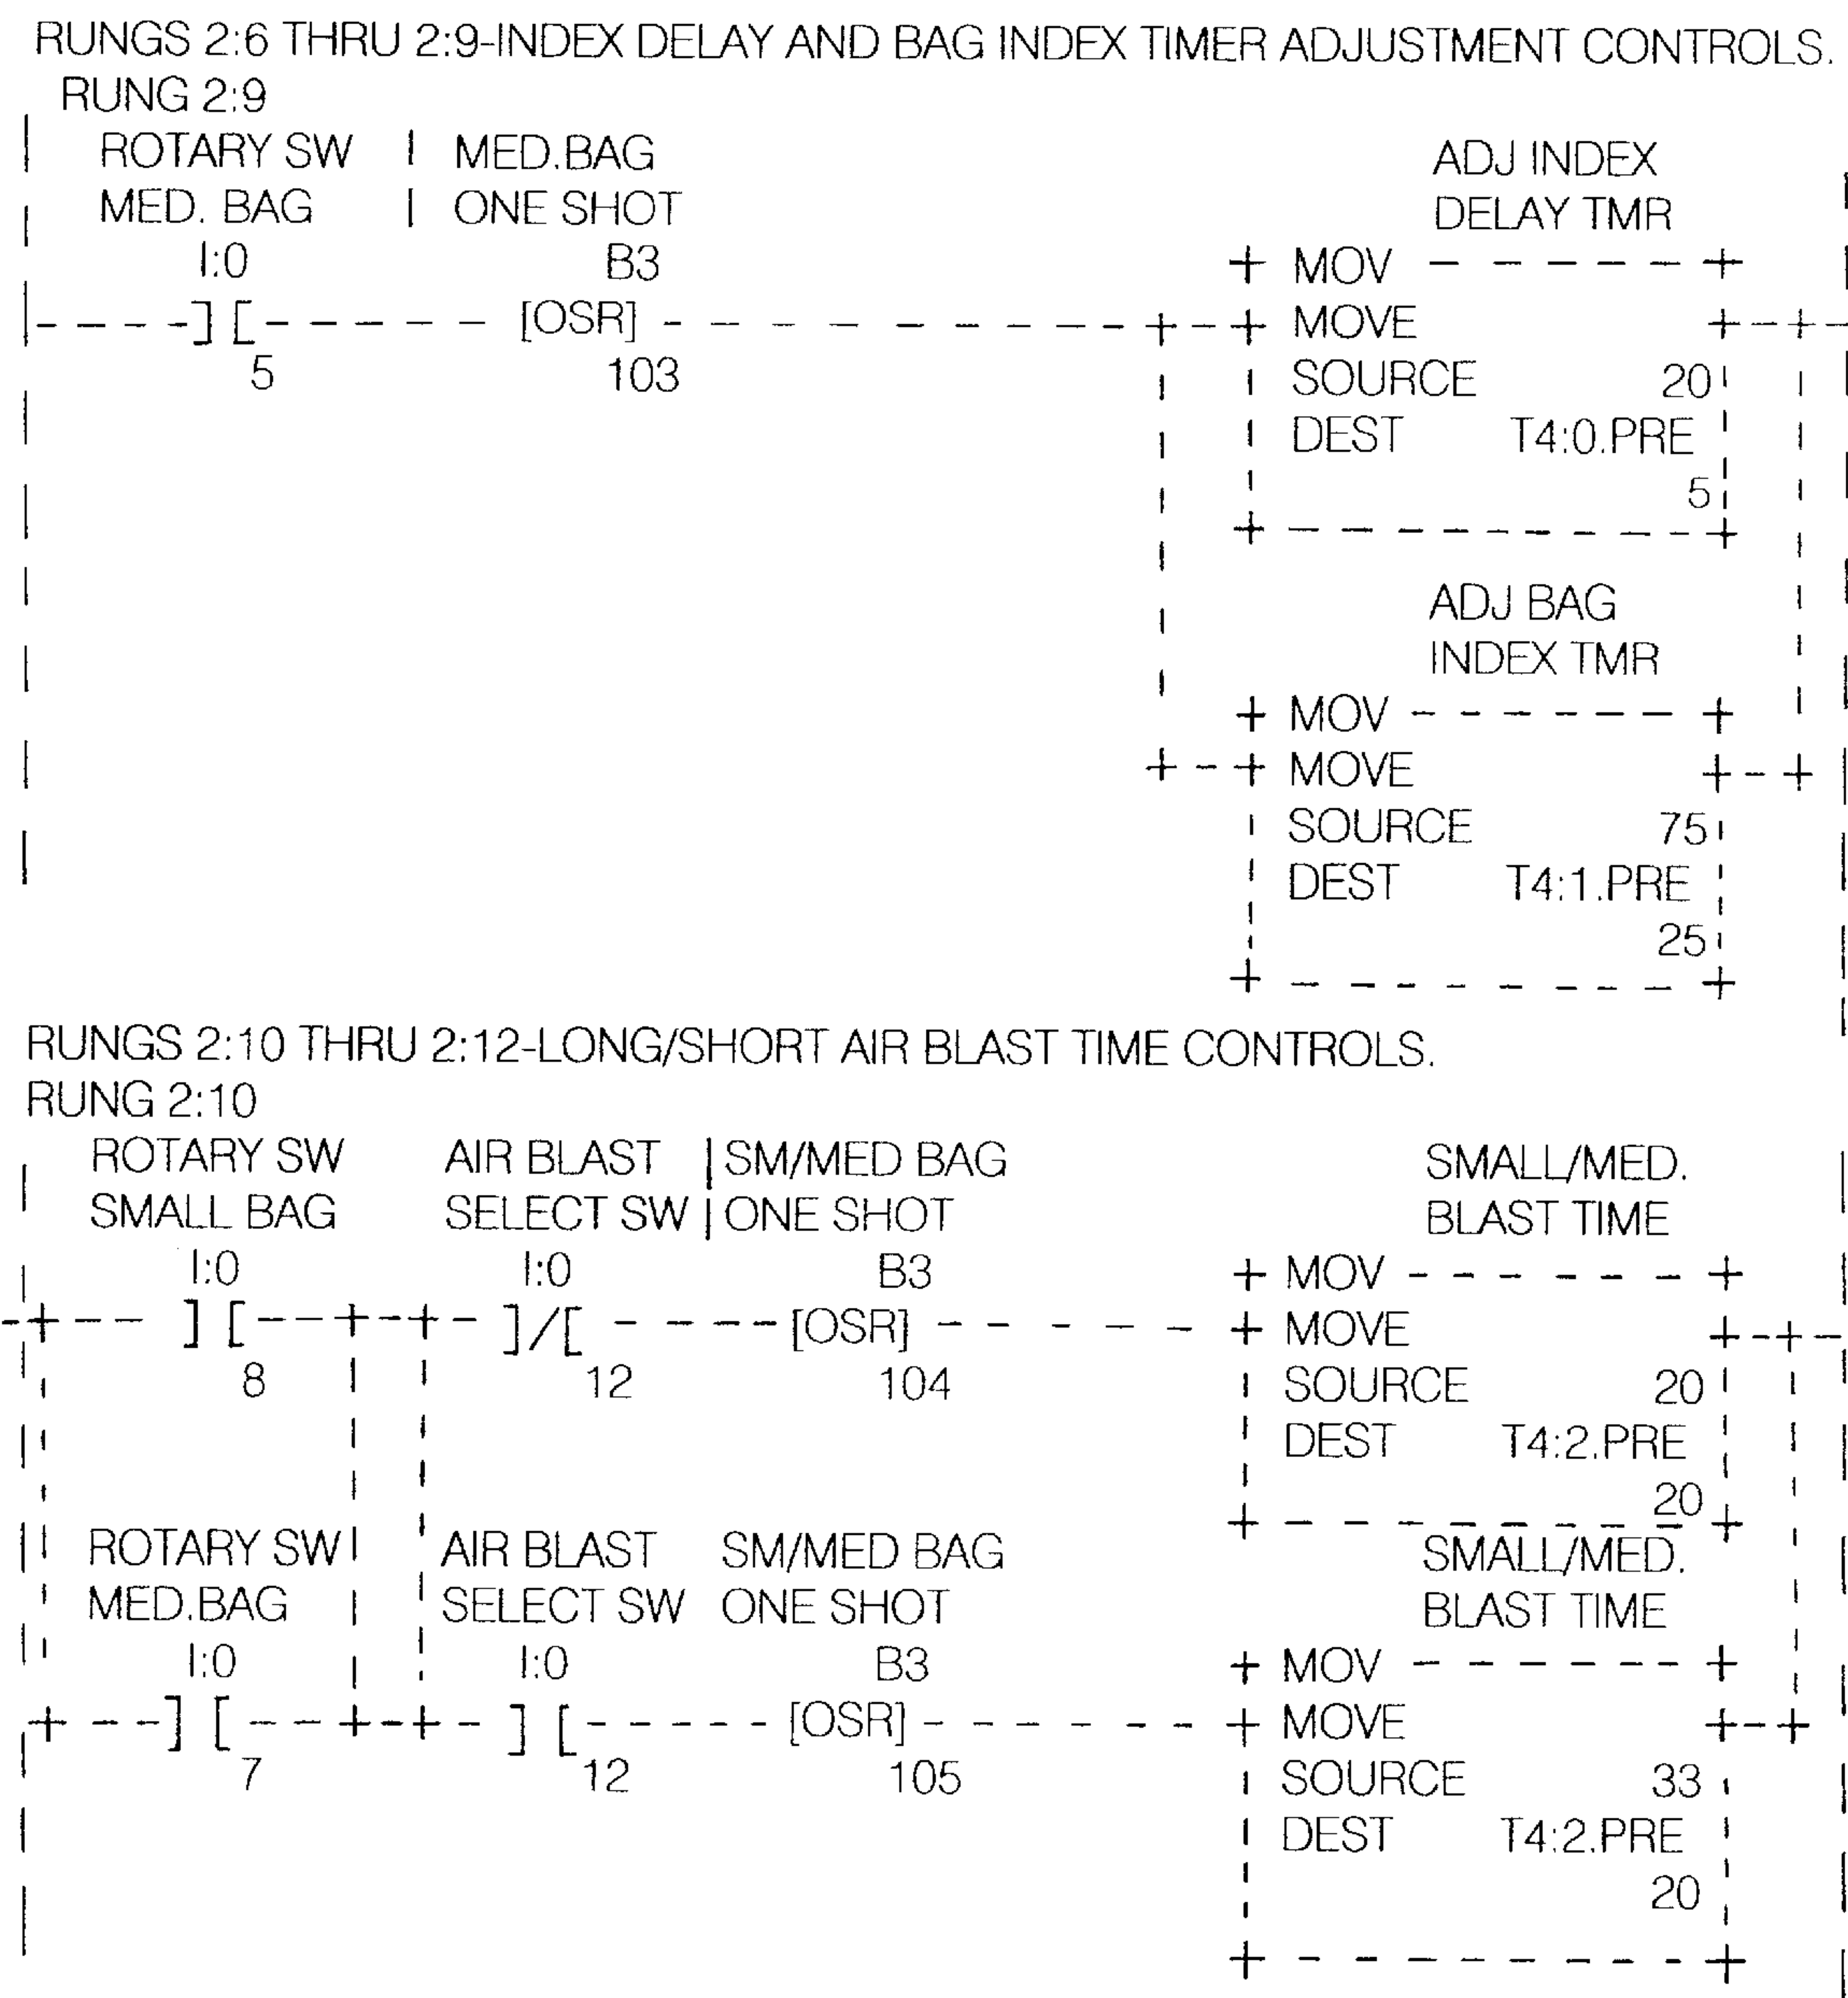 RUNGS 2:6 THRU 2:9-INDEX DELAY AND BAG INDEX TIMER ADJUSTMENT CONTROLS.
RUNG 2:9
ROTARY SW | MED.BAG
MED. BAG | ONE SHOT
ADJ INDEX
DELAY TMR
I:0 B3
+ MOV - - - - - - +
] [ [OSR] + MOVE
5 103
SOURCE 20
DEST T4:0.PRE
5
ADJ BAG
INDEX TMR
+ MOV - - - - - - - +
+ - + MOVE + - +
SOURCE 75
DEST T4:1.PRE
25
RUNGS 2:10 THRU 2:12-LONG/SHORT AIR BLAST TIME CONTROLS.
RUNG 2:10
ROTARY SW AIR BLAST | SM/MED BAG
SMALL BAG SELECT SW | ONE SHOT
SMALL/MED.
BLAST TIME
I:0 I:0 B3
+ MOV - - - - - - +
] [ ]/[ [OSR] + MOVE
8 12 104
SOURCE 20
DEST T4:2.PRE
20
ROTARY SW AIR BLAST SM/MED BAG
MED.BAG SELECT SW ONE SHOT
SMALL/MED.
BLAST TIME
I:0 I:0 B3
+ MOV - - - - - - +
] [ ] [ [OSR] + MOVE
7 12 105
SOURCE 33
DEST T4:2.PRE
20